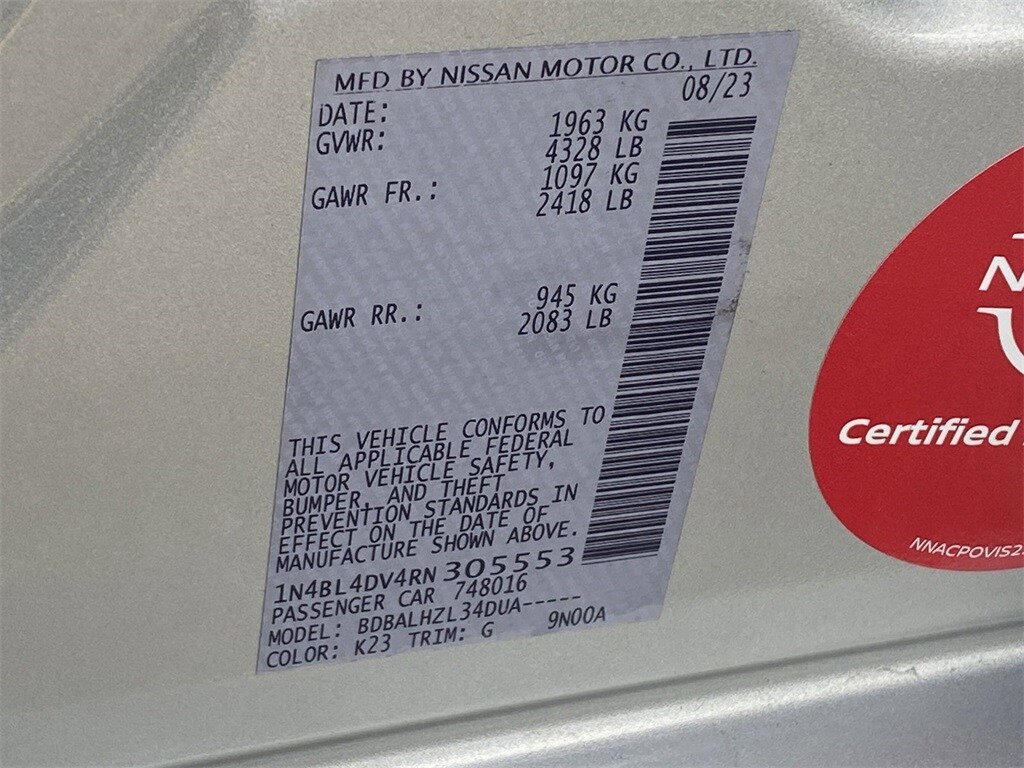 MFD BY NISSAN MOTOR CO., LTD.
DATE: 08/23
GVWR: 1963 KG
4328 LB
GAWR FR.: 1097 KG
2418 LB
GAWR RR.: 945 KG
2083 LB
THIS VEHICLE CONFORMS TO
ALL APPLICABLE FEDERAL
MOTOR VEHICLE SAFETY,
BUMPER, AND THEFT
PREVENTION STANDARDS IN
EFFECT ON THE DATE OF
MANUFACTURE SHOWN ABOVE.
1N4BL4DV4RN305553
PASSENGER CAR 748016
MODEL: BDBALHZL34DUA-----
COLOR: K23 TRIM: G 9N00A
N
Certified
NNACPOVIS2